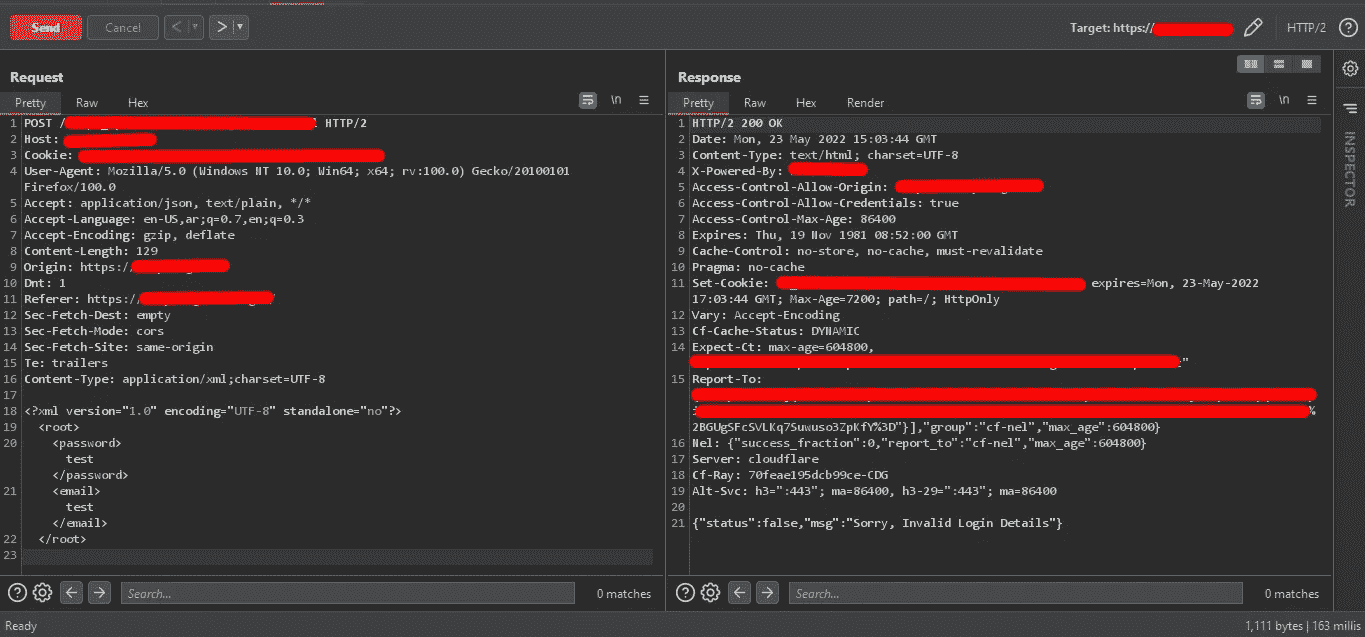 Send
Cancel
Target: https://
HTTP/2
Request
Pretty
Raw
Hex
\n
1 POST / HTTP/2
2 Host:
3 Cookie:
4 User-Agent: Mozilla/5.0 (Windows NT 10.0; Win64; x64; rv:100.0) Gecko/20100101
Firefox/100.0
5 Accept: application/json, text/plain, */*
6 Accept-Language: en-US,ar;q=0.7,en;q=0.3
7 Accept-Encoding: gzip, deflate
8 Content-Length: 129
9 Origin: https://
10 Dnt: 1
11 Referer: https://
12 Sec-Fetch-Dest: empty
13 Sec-Fetch-Mode: cors
14 Sec-Fetch-Site: same-origin
15 Te: trailers
16 Content-Type: application/xml;charset=UTF-8
17
18 <?xml version="1.0" encoding="UTF-8" standalone="no"?>
19 <root>
20 <password>
test
</password>
21 <email>
test
</email>
22 </root>
23
Search...
0 matches
Response
Pretty
Raw
Hex
Render
\n
1 HTTP/2 200 OK
2 Date: Mon, 23 May 2022 15:03:44 GMT
3 Content-Type: text/html; charset=UTF-8
4 X-Powered-By:
5 Access-Control-Allow-Origin:
6 Access-Control-Allow-Credentials: true
7 Access-Control-Max-Age: 86400
8 Expires: Thu, 19 Nov 1981 08:52:00 GMT
9 Cache-Control: no-store, no-cache, must-revalidate
10 Pragma: no-cache
11 Set-Cookie: expires=Mon, 23-May-2022
17:03:44 GMT; Max-Age=7200; path=/; HttpOnly
12 Vary: Accept-Encoding
13 Cf-Cache-Status: DYNAMIC
14 Expect-Ct: max-age=604800,
"
15 Report-To:
%
2BGUgSFcSVLKq7Suwuso3ZpKfY%3D"}],"group":"cf-nel","max_age":604800}
16 Nel: {"success_fraction":0,"report_to":"cf-nel","max_age":604800}
17 Server: cloudflare
18 Cf-Ray: 70feae195dcb99ce-CDG
19 Alt-Svc: h3=":443"; ma=86400, h3-29=":443"; ma=86400
20
21 {"status":false,"msg":"Sorry, Invalid Login Details"}
Search...
0 matches
INSPECTOR
Ready
1,111 bytes | 163 millis